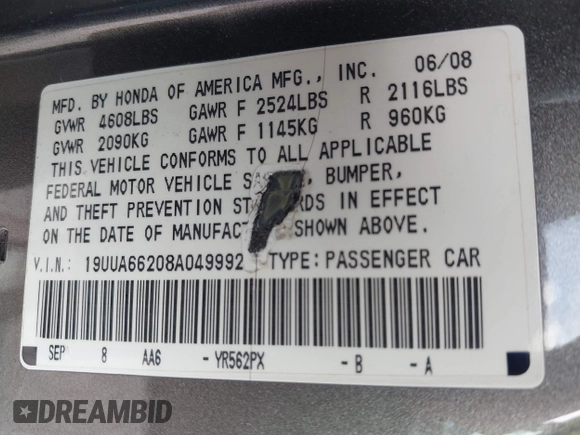 MFD. BY HONDA OF AMERICA MFG., INC. 06/08
GVWR 4608LBS GAWR F 2524LBS R 2116LBS
GVWR 2090KG GAWR F 1145KG R 960KG
THIS VEHICLE CONFORMS TO ALL APPLICABLE
FEDERAL MOTOR VEHICLE BUMPER,
AND THEFT PREVENTION IN EFFECT
ON THE DATE OF SHOWN ABOVE.
V.I.N.: 19UUA66208A049992 TYPE: PASSENGER CAR
SEP 8 AA6 - YR562PX - B - A
DREAMBID